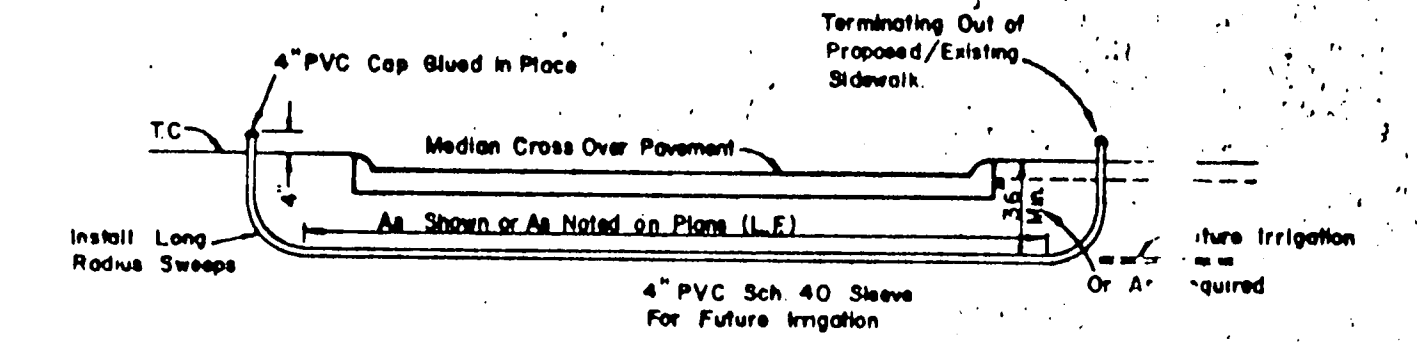 Terminating Out of
Proposed/Existing
Sidewalk.
4" PVC Cap Glued In Place
T.C
Median Cross Over Pavement
4"
36"
Min.
As Shown or As Noted on Plans (L.F.)
Install Long
Radius Sweeps
Irrigation
Or
4" PVC Sch. 40 Sleeve
For Future Irrigation